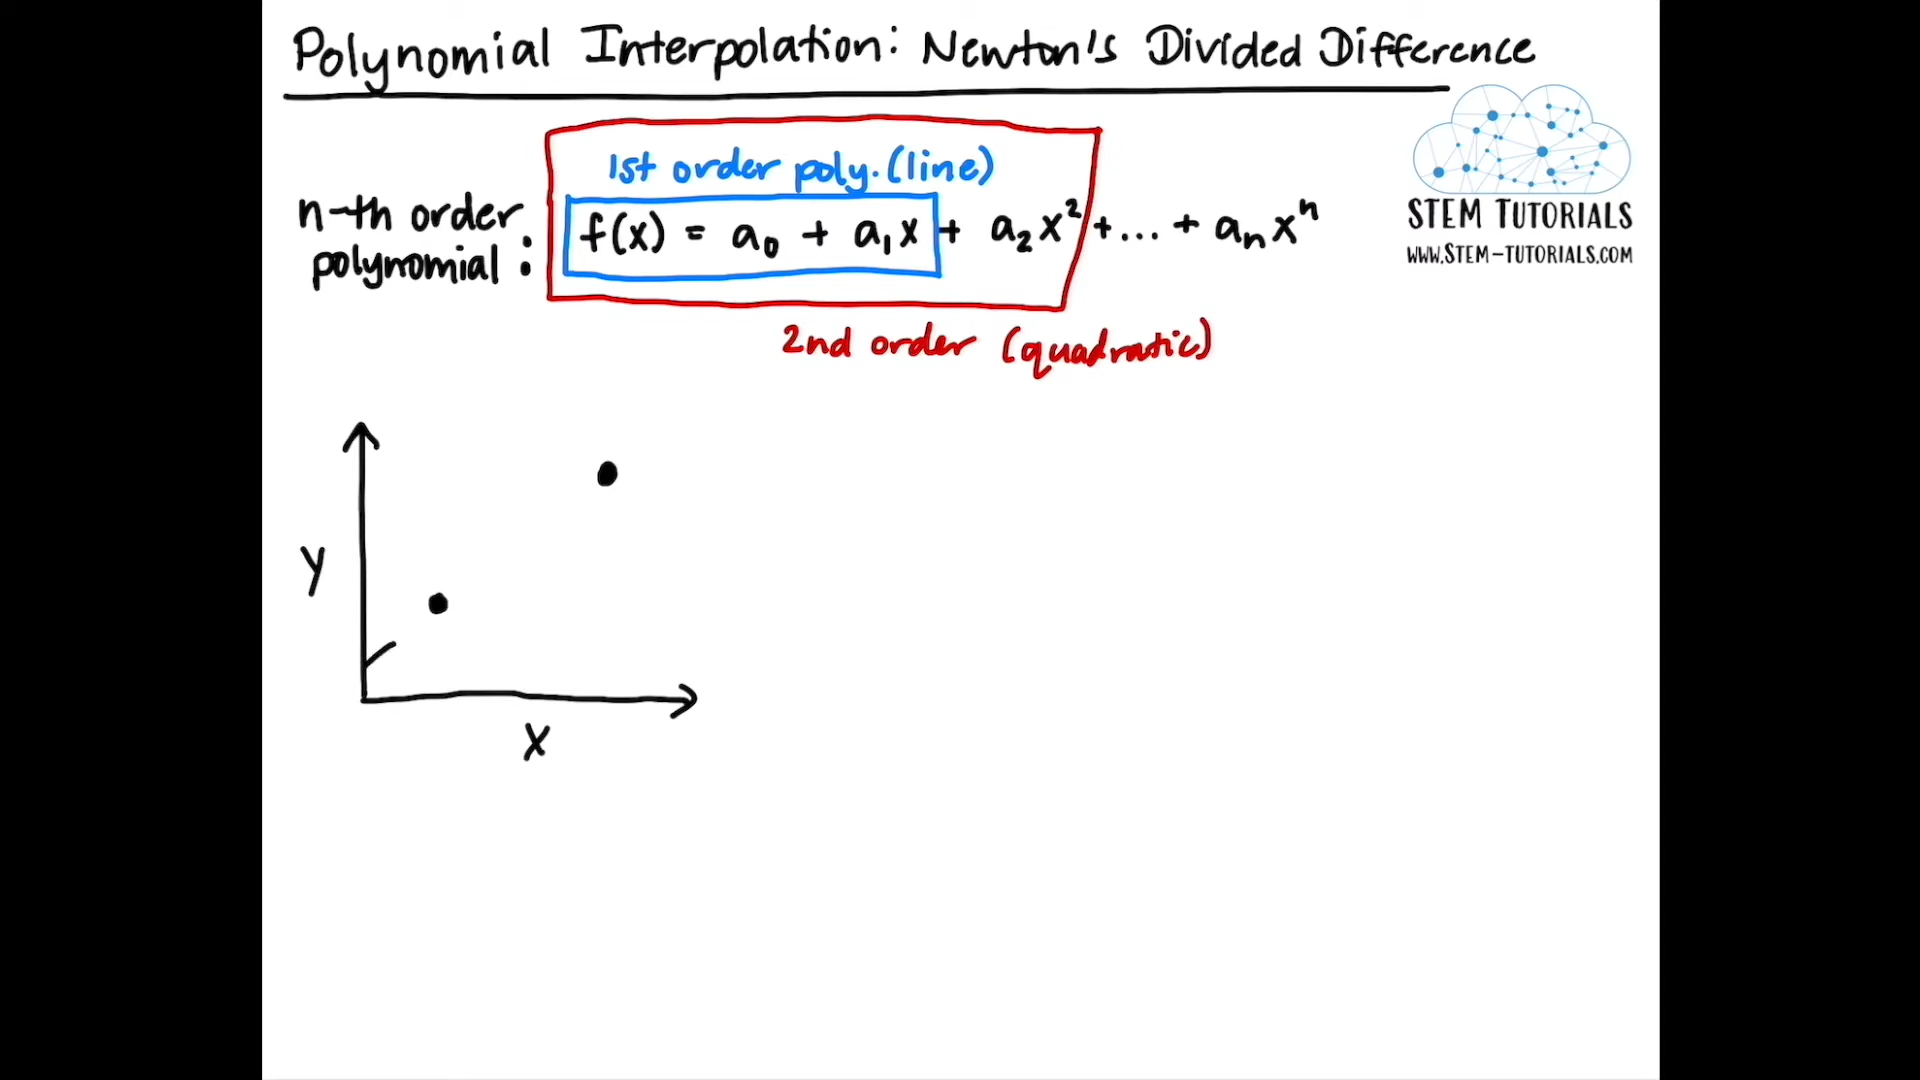 Polynomial Interpolation: Newton's Divided Difference
1st order poly. (line)
n-th order
polynomial :
f(x) = a₀ + a₁x + a₂x² + ... + aₙxⁿ
2nd order (quadratic)
STEM TUTORIALS
WWW.STEM-TUTORIALS.COM
y
x